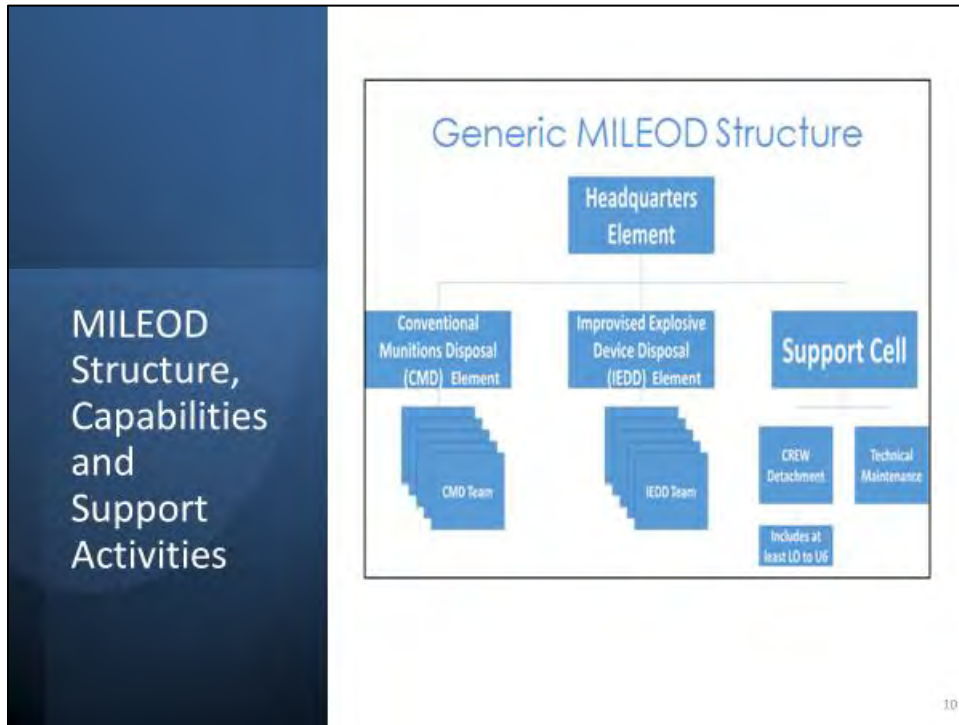 MILEOD
Structure,
Capabilities
and
Support
Activities
Generic MILEOD Structure
Headquarters
Element
Conventional
Munitions Disposal
(CMD) Element
Improvised Explosive
Device Disposal
(IEDD) Element
Support Cell
CMD Team
IEDD Team
CREW
Detachment
Technical
Maintenance
Includes at
least LO to U6
10